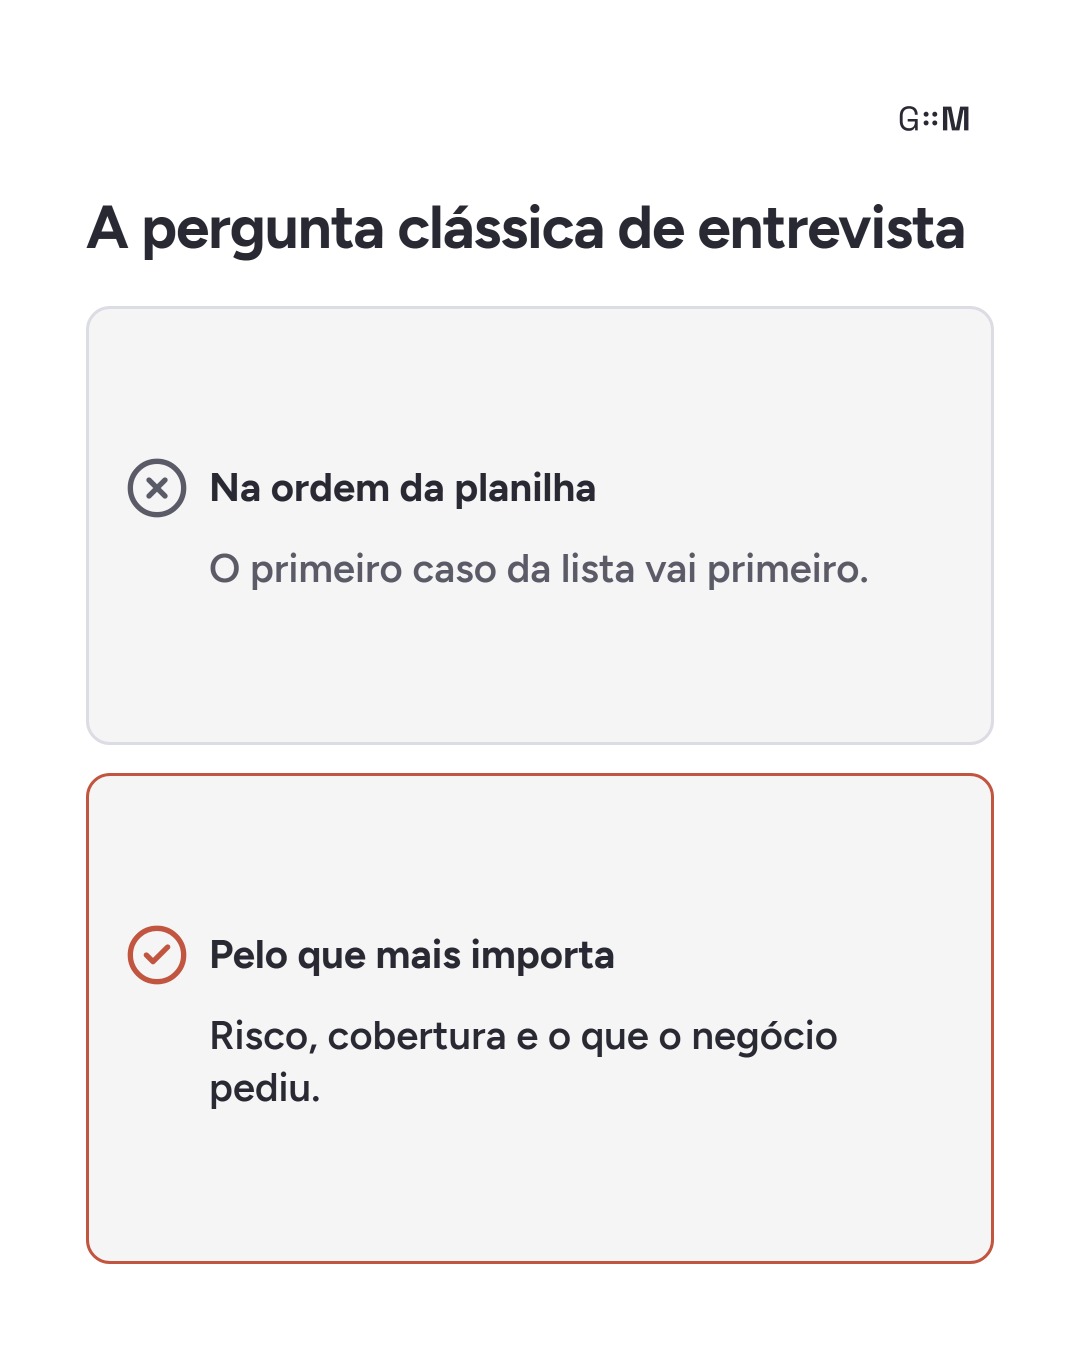 G::M
A pergunta clássica de entrevista
Na ordem da planilha
O primeiro caso da lista vai primeiro.
Pelo que mais importa
Risco, cobertura e o que o negócio
pediu.